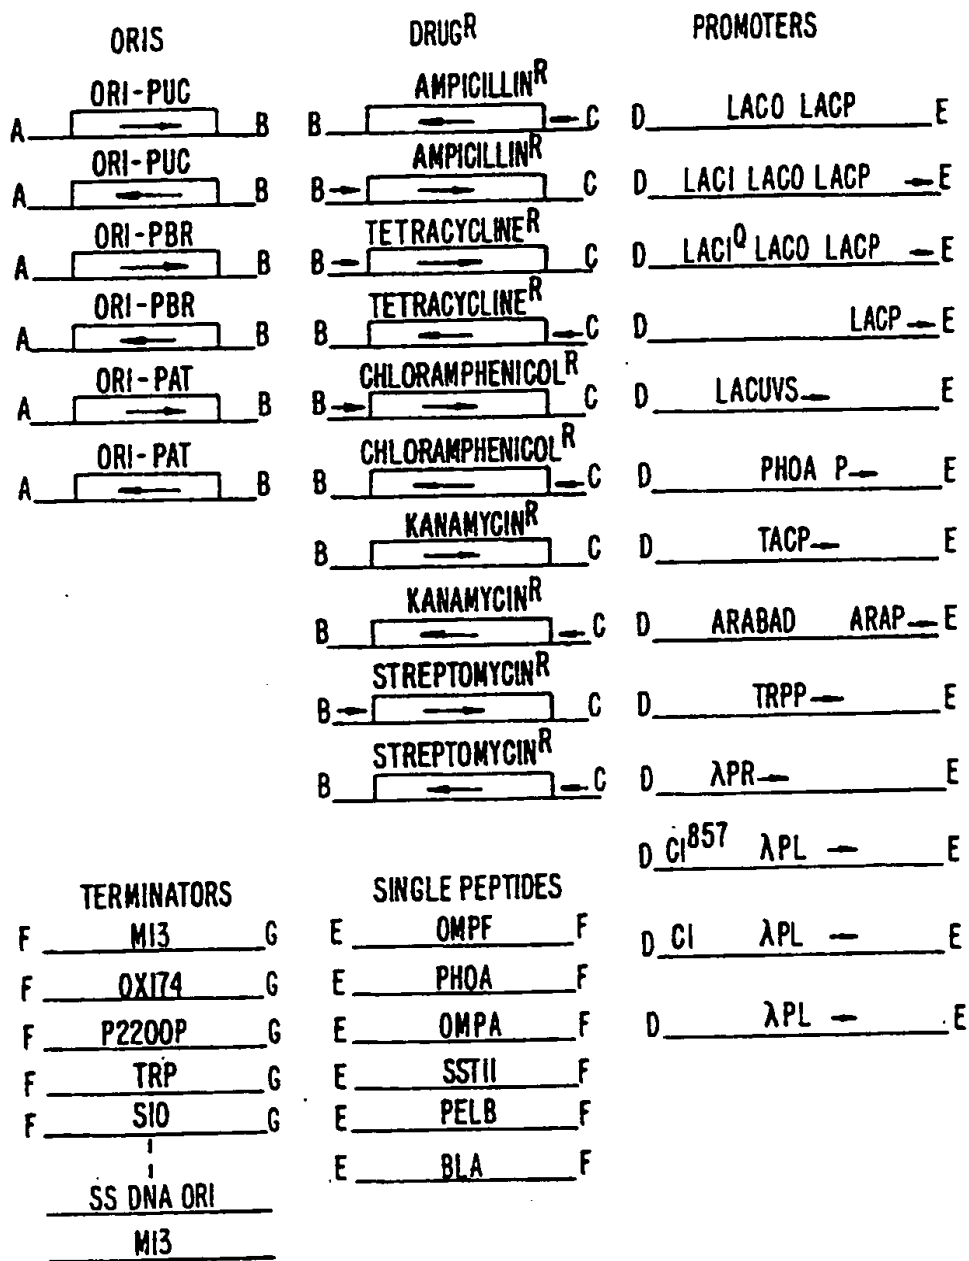 ORIS
ORI-PUC
A B
ORI-PUC
A B
ORI-PBR
A B
ORI-PBR
A B
ORI-PAT
A B
ORI-PAT
A B
DRUGR
AMPICILLINR
B C
AMPICILLINR
B C
TETRACYCLINER
B C
TETRACYCLINER
B C
CHLORAMPHENICOLR
B C
CHLORAMPHENICOLR
B C
KANAMYCINR
B C
KANAMYCINR
B C
STREPTOMYCINR
B C
STREPTOMYCINR
B C
PROMOTERS
D LACO LACP E
D LACI LACO LACP E
D LACIQ LACO LACP E
D LACP E
D LACUVS E
D PHOA P E
D TACP E
D ARABAD ARAP E
D TRPP E
D λPR E
D CI857 λPL E
D CI λPL E
D λPL E
TERMINATORS
F M13 G
F OX174 G
F P2200P G
F TRP G
F S10 G
SS DNA ORI
M13
SINGLE PEPTIDES
E OMPF F
E PHOA F
E OMPA F
E SSTII F
E PELB F
E BLA F